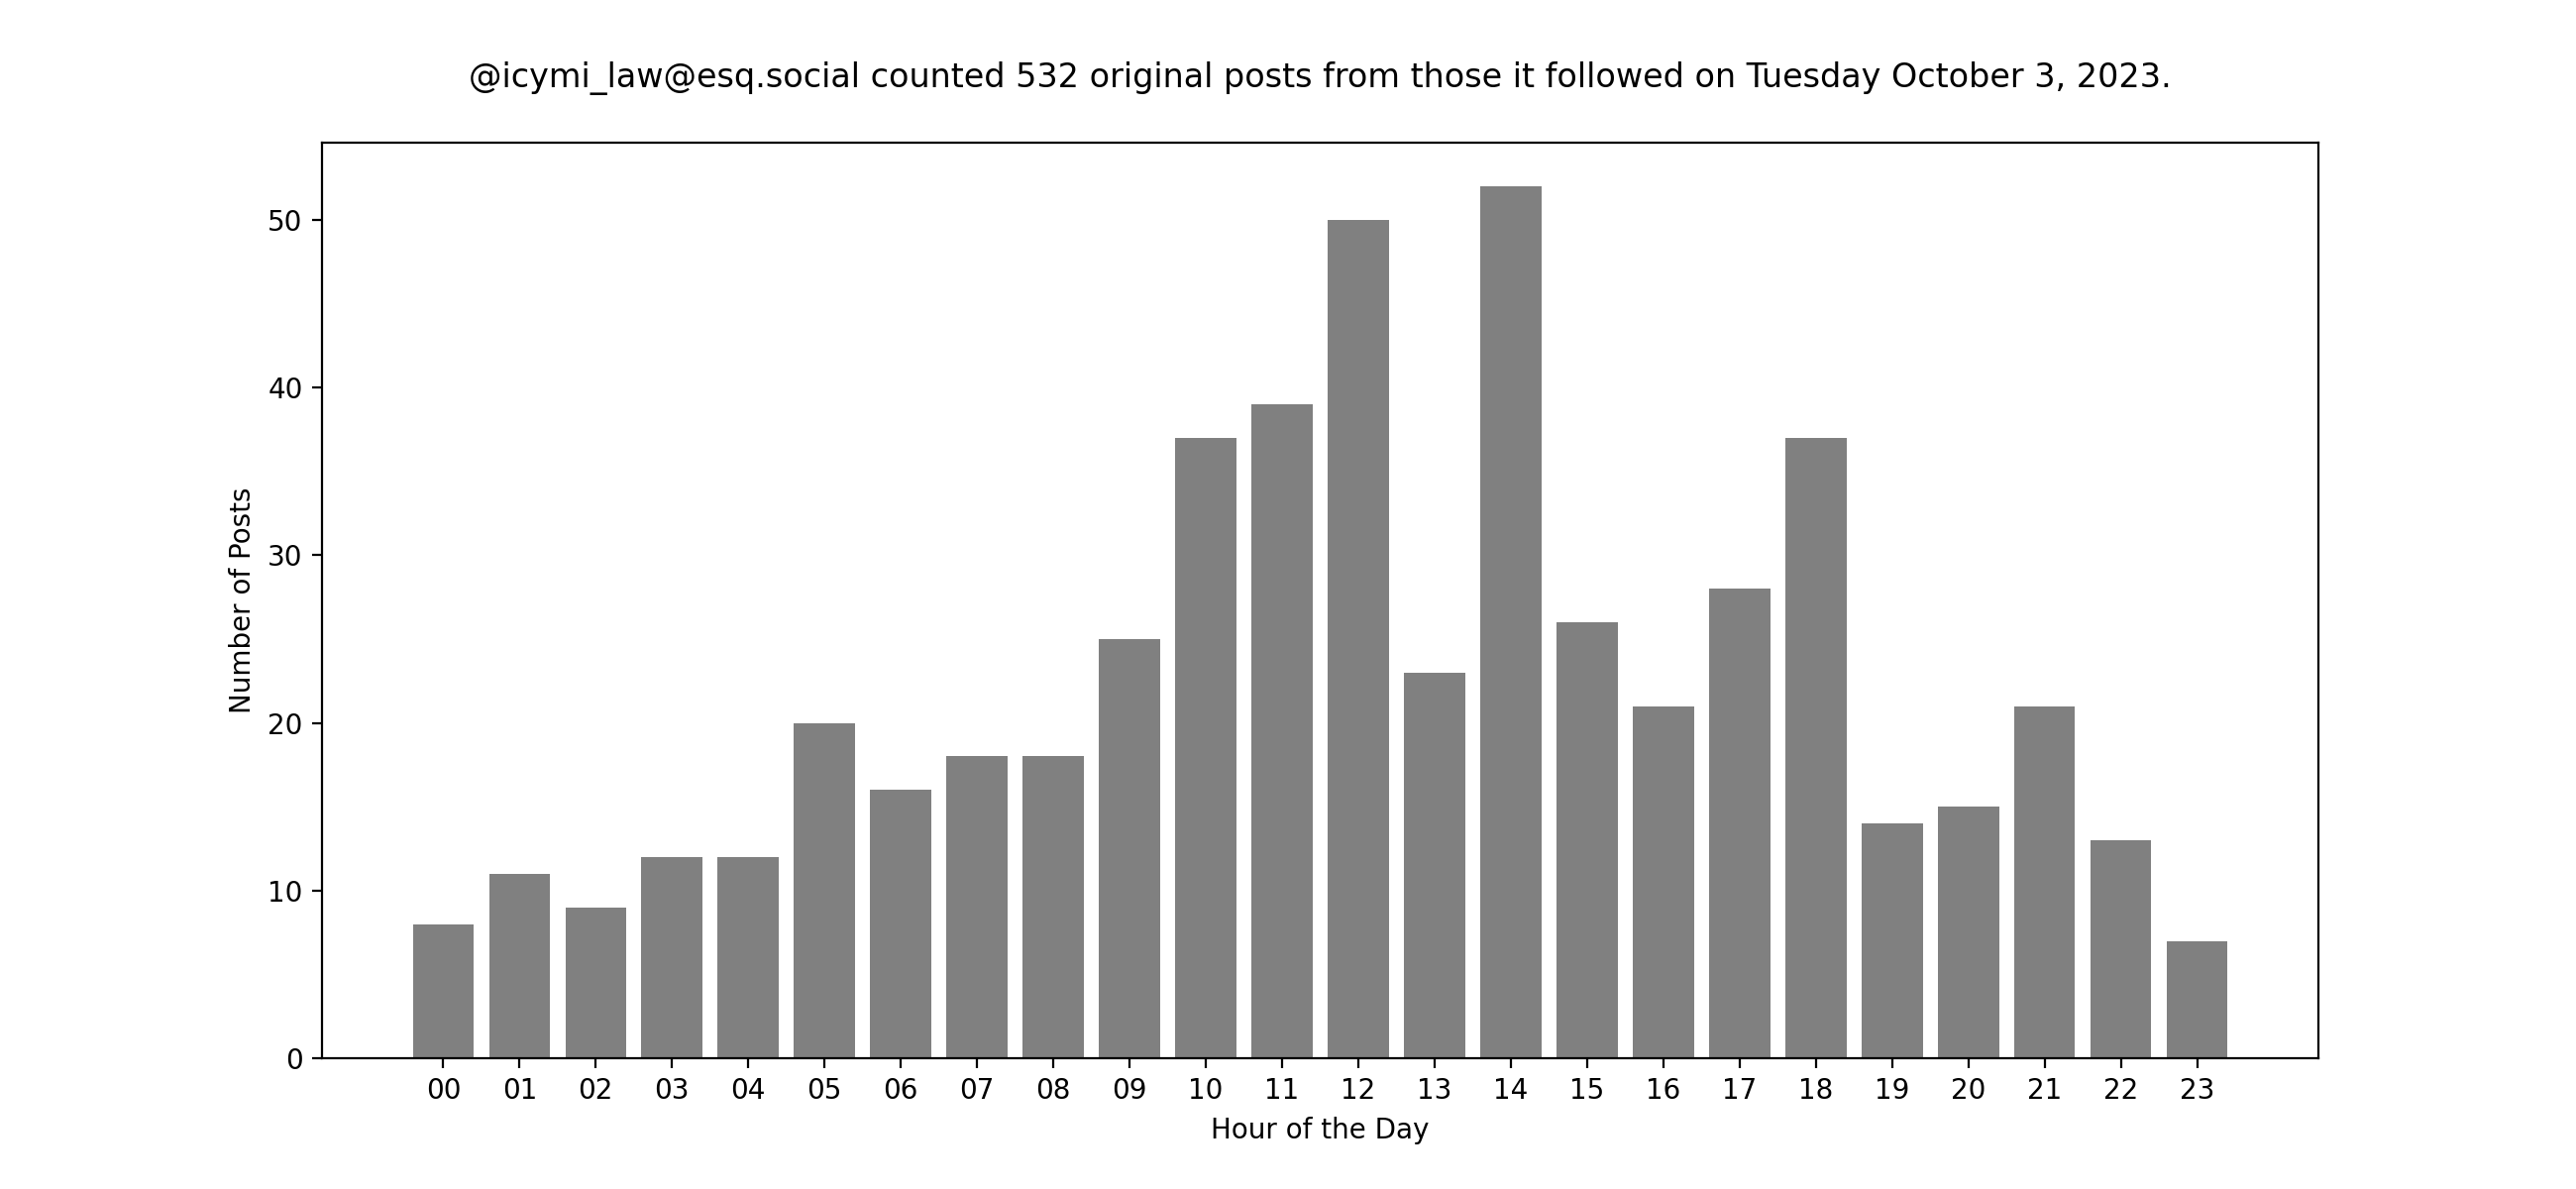 @icymi_law@esq.social counted 532 original posts from those it followed on Tuesday October 3, 2023.
Number of Posts
50
40
30
20
10
0
00 01 02 03 04 05 06 07 08 09 10 11 12 13 14 15 16 17 18 19 20 21 22 23
Hour of the Day